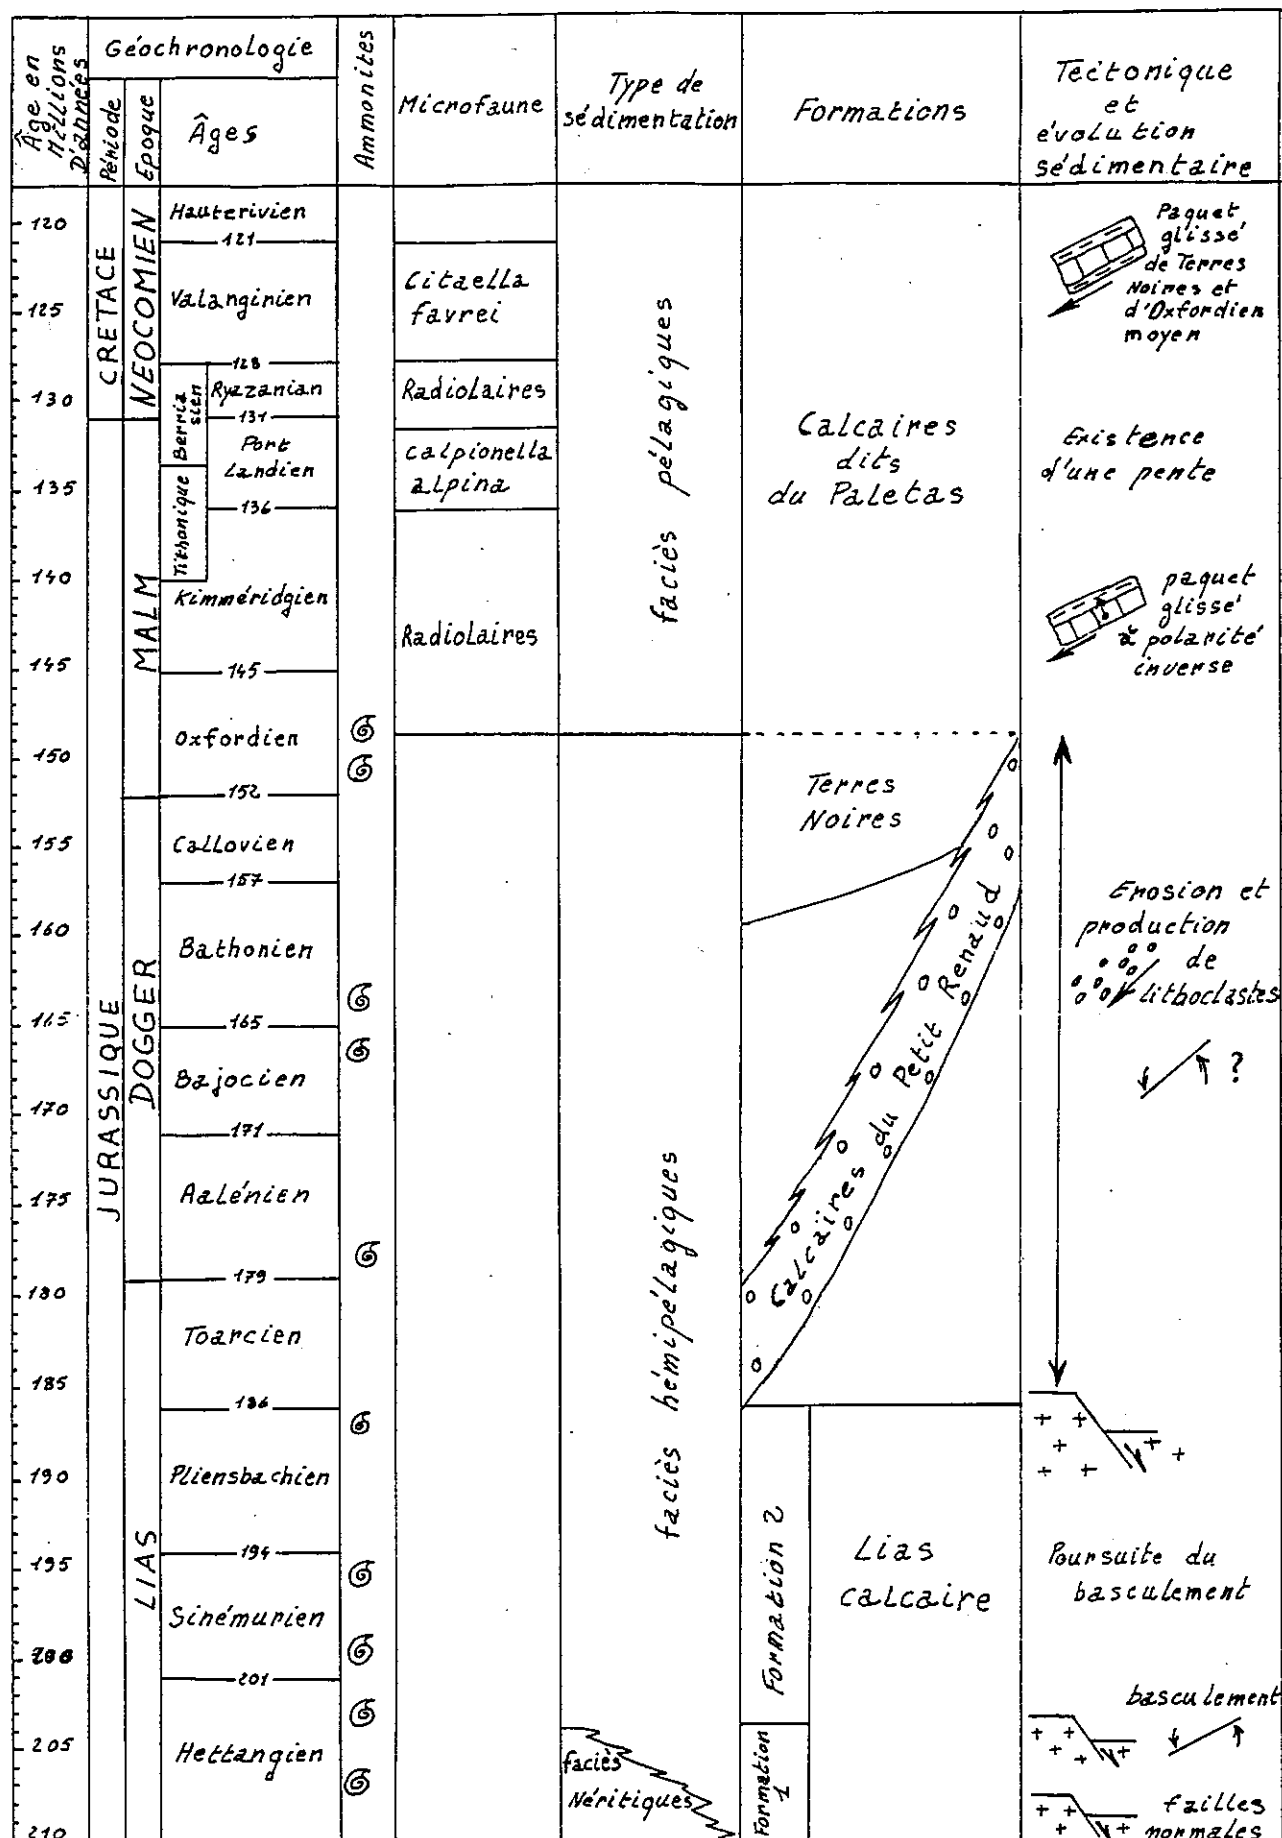 Âge en
Millions
D'années
Géochronologie
Période
Epoque
Âges
Ammonites
Microfaune
Type de
sédimentation
Formations
Tectonique
et
évolution
sédimentaire
120
125
130
135
140
145
150
155
160
165
170
175
180
185
190
195
200
205
210
CRETACE
JURASSIQUE
NEOCOMIEN
MALM
DOGGER
LIAS
Hauterivien
121
Valanginien
128
Berria
sien
Ryazanian
131
Port
Landien
136
Tithonique
Kimméridgien
145
Oxfordien
152
Callovien
157
Bathonien
165
Bajocien
171
Aalénien
179
Toarcien
186
Pliensbachien
194
Sinémurien
201
Hettangien
Citaella
favrei
Radiolaires
calpionella
alpina
Radiolaires
faciès pélagiques
faciès hémipélagiques
faciès
Néritiques
Calcaires
dits
du Paletas
Terres
Noires
Calcaires du Petit Renaud
Formation 2
Lias
calcaire
Formation
1
Paquet
glissé
de Terres
Noires et
d'Oxfordien
moyen
Existence
d'une pente
paquet
glissé
à polarité
inverse
Erosion et
production
de
lithoclastes
?
Poursuite du
basculement
basculement
failles
normales